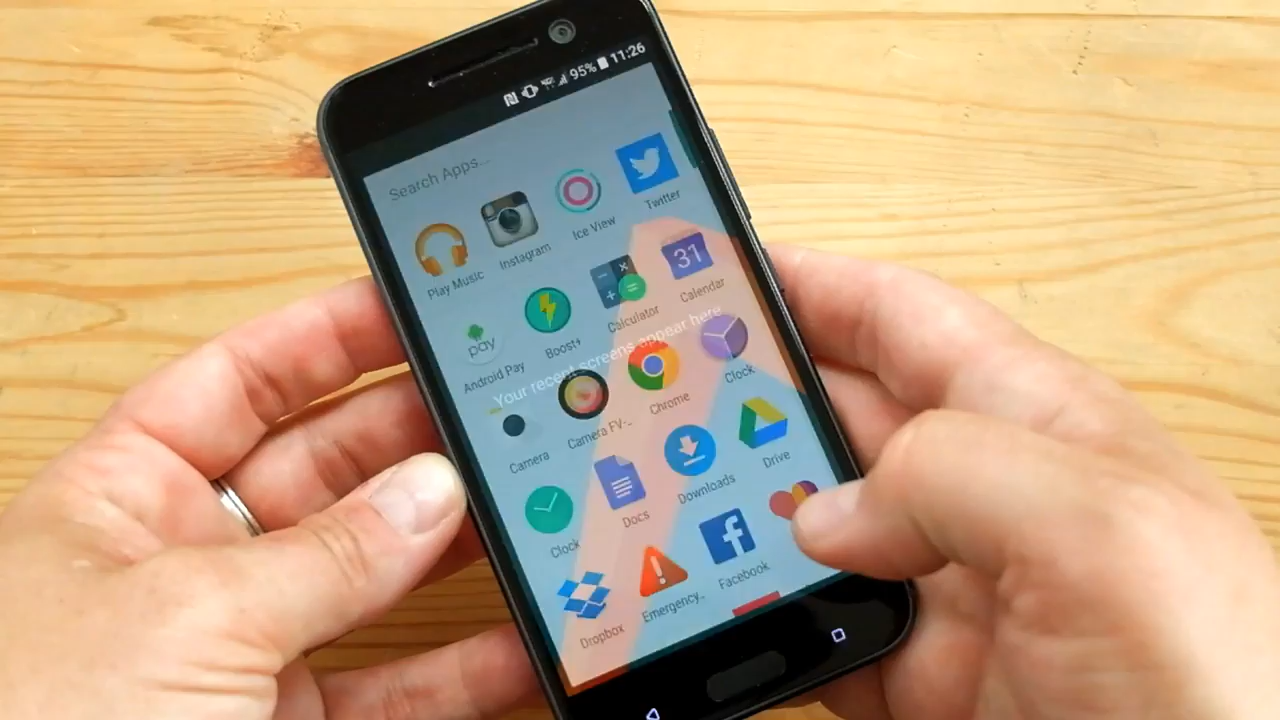 95% 11:26
Search Apps...
Play Music Instagram Ice View Twitter
31
pay
Android Pay Boost+ Calculator Calendar
Your recent screens appear here
Camera Camera FV-.. Chrome Clock
Clock Docs Downloads Drive
Dropbox Emergency.. Facebook